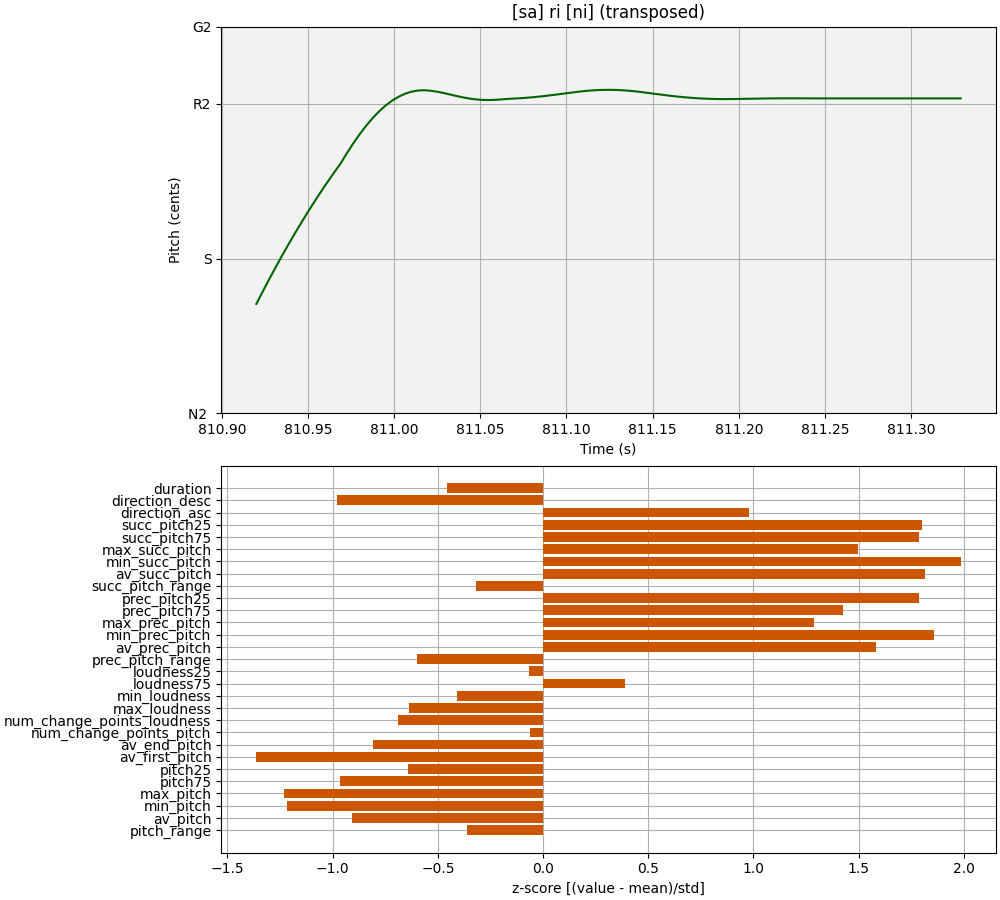 [sa] ri [ni] (transposed)
G2
R2
S
N2
Pitch (cents)
810.90 810.95 811.00 811.05 811.10 811.15 811.20 811.25 811.30
Time (s)
duration
direction_desc
direction_asc
succ_pitch25
succ_pitch75
max_succ_pitch
min_succ_pitch
av_succ_pitch
succ_pitch_range
prec_pitch25
prec_pitch75
max_prec_pitch
min_prec_pitch
av_prec_pitch
prec_pitch_range
loudness25
loudness75
min_loudness
max_loudness
num_change_points_loudness
num_change_points_pitch
av_end_pitch
av_first_pitch
pitch25
pitch75
max_pitch
min_pitch
av_pitch
pitch_range
−1.5 −1.0 −0.5 0.0 0.5 1.0 1.5 2.0
z-score [(value - mean)/std]